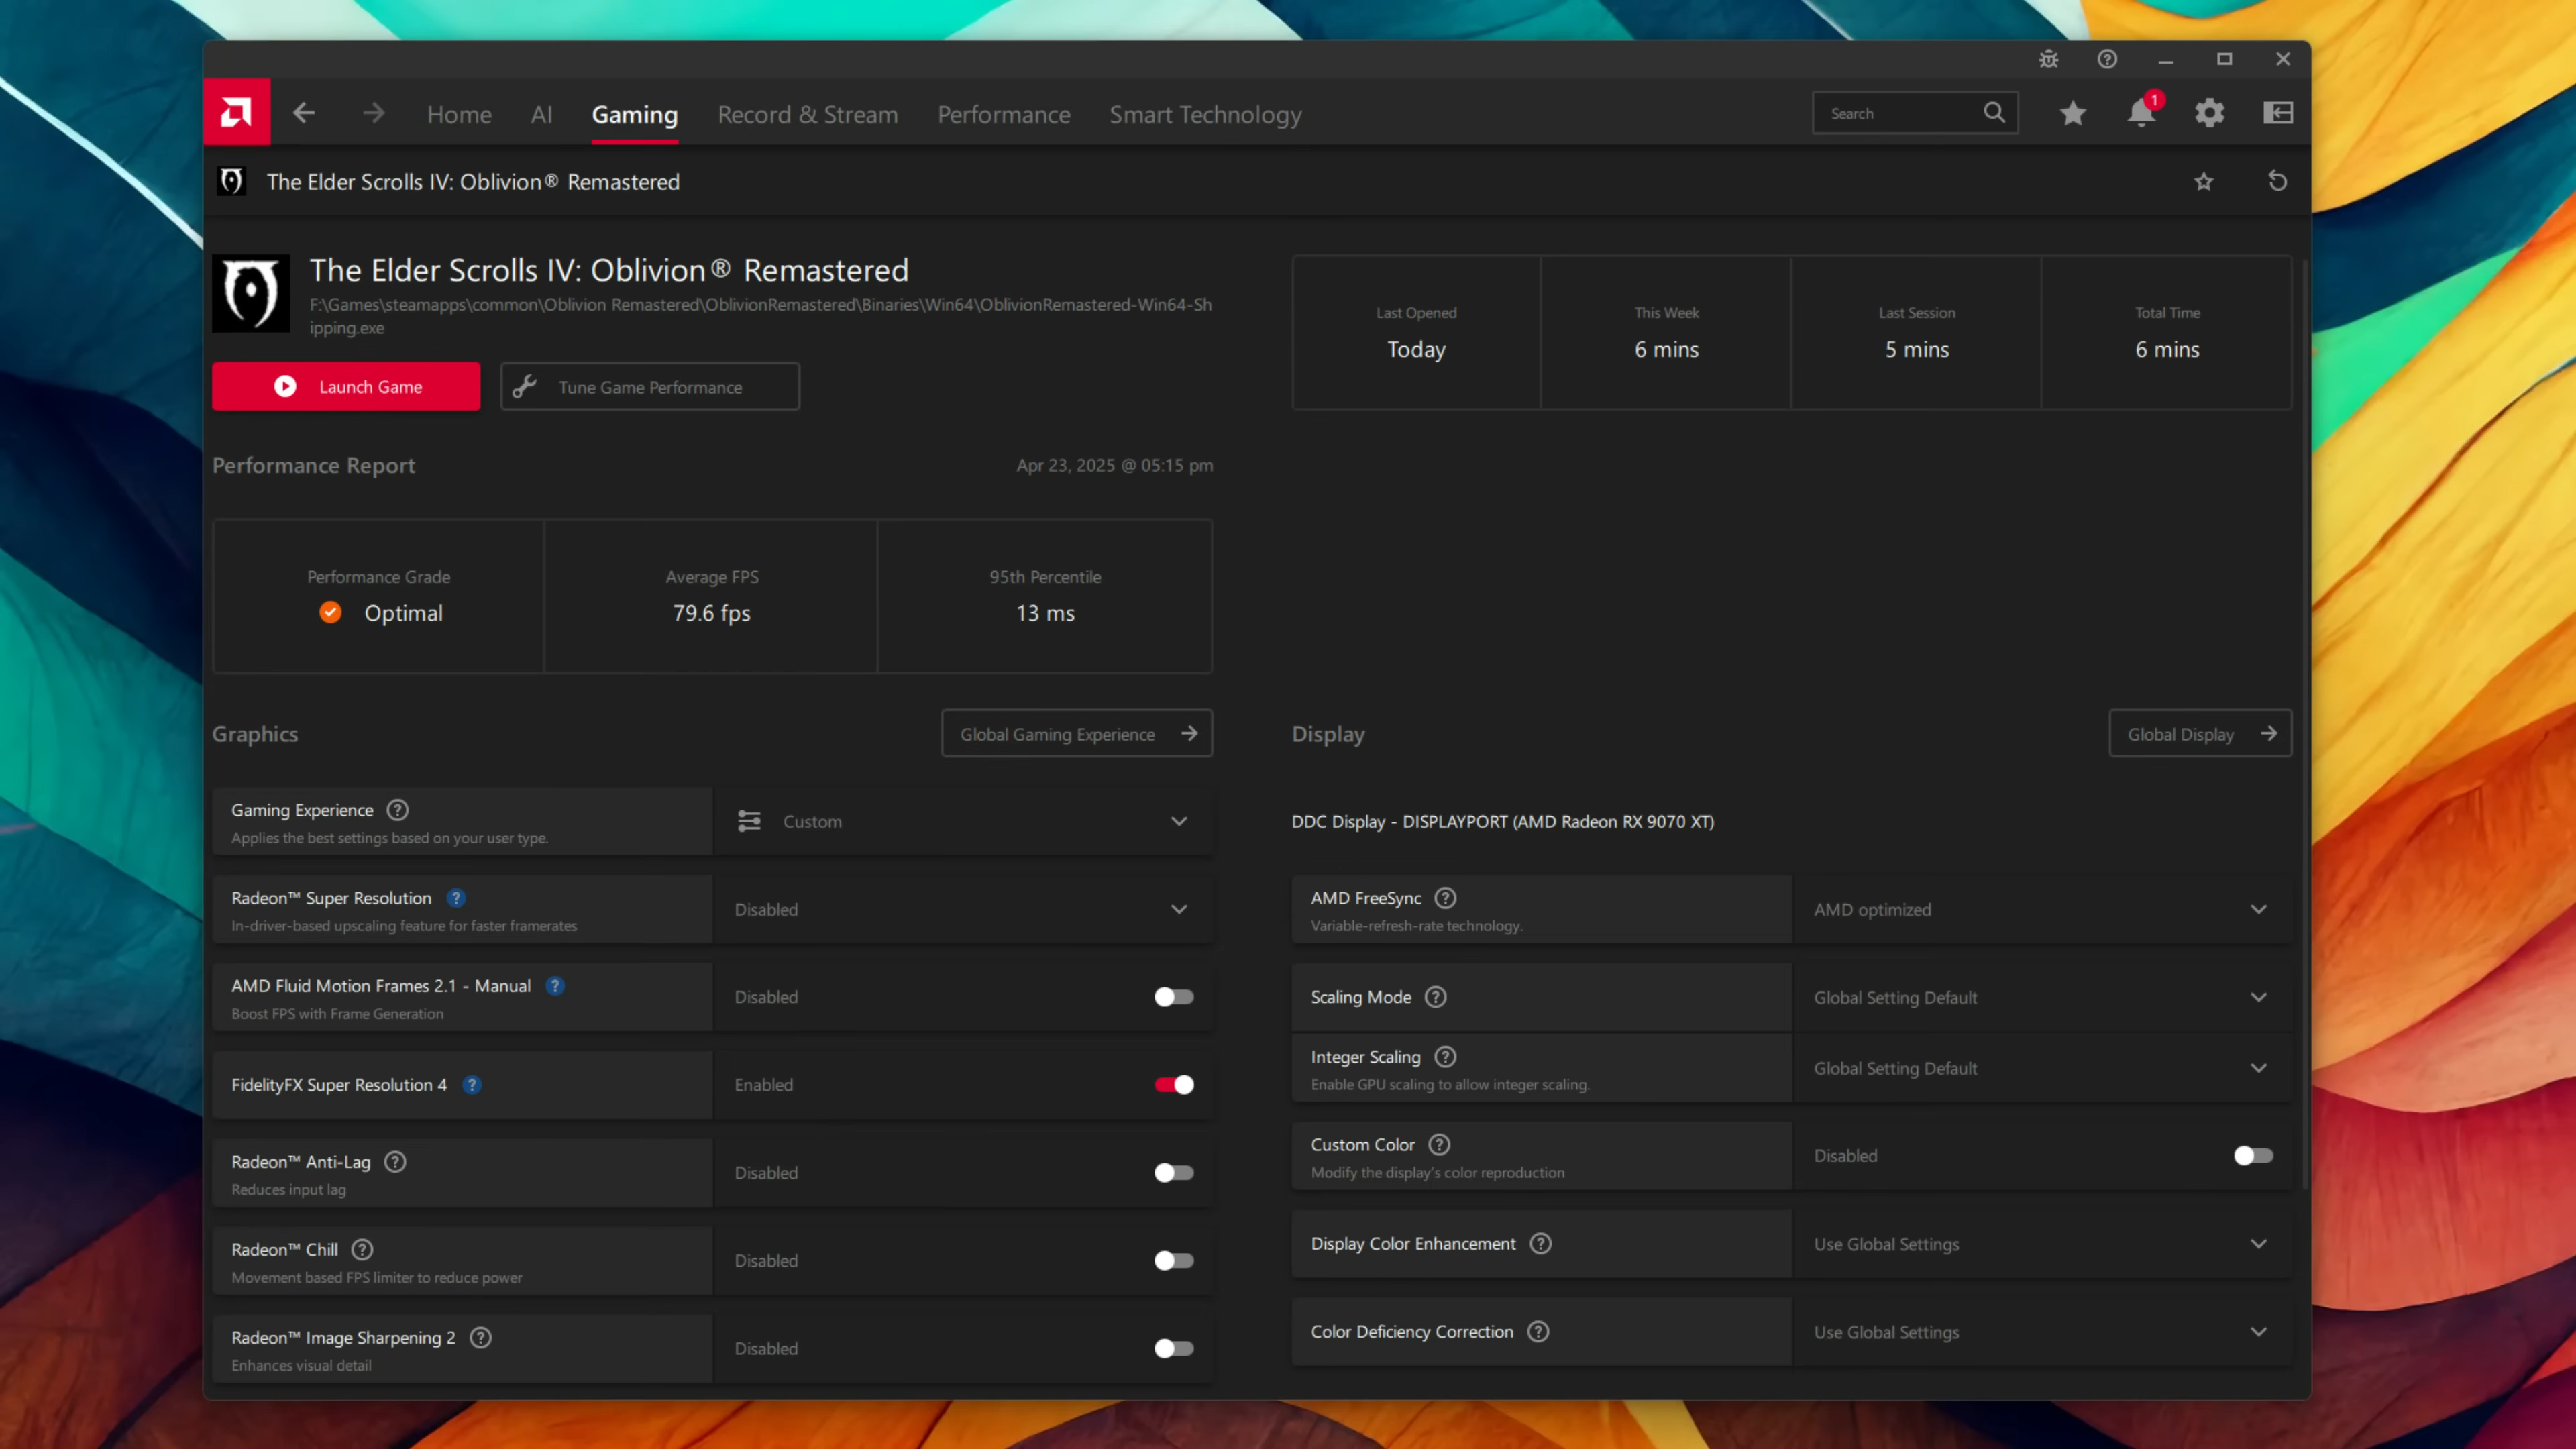 Home
AI
Gaming
Record & Stream
Performance
Smart Technology
Search
1
The Elder Scrolls IV: Oblivion® Remastered
The Elder Scrolls IV: Oblivion® Remastered
F:\Games\steamapps\common\Oblivion Remastered\OblivionRemastered\Binaries\Win64\OblivionRemastered-Win64-Sh
ipping.exe
Launch Game
Tune Game Performance
Last Opened
Today
This Week
6 mins
Last Session
5 mins
Total Time
6 mins
Performance Report
Apr 23, 2025 @ 05:15 pm
Performance Grade
Optimal
Average FPS
79.6 fps
95th Percentile
13 ms
Graphics
Global Gaming Experience
Gaming Experience
Applies the best settings based on your user type.
Custom
Radeon™ Super Resolution
In-driver-based upscaling feature for faster framerates
Disabled
AMD Fluid Motion Frames 2.1 - Manual
Boost FPS with Frame Generation
Disabled
FidelityFX Super Resolution 4
Enabled
Radeon™ Anti-Lag
Reduces input lag
Disabled
Radeon™ Chill
Movement based FPS limiter to reduce power
Disabled
Radeon™ Image Sharpening 2
Enhances visual detail
Disabled
Display
Global Display
DDC Display - DISPLAYPORT (AMD Radeon RX 9070 XT)
AMD FreeSync
Variable-refresh-rate technology.
AMD optimized
Scaling Mode
Global Setting Default
Integer Scaling
Enable GPU scaling to allow integer scaling.
Global Setting Default
Custom Color
Modify the display's color reproduction
Disabled
Display Color Enhancement
Use Global Settings
Color Deficiency Correction
Use Global Settings